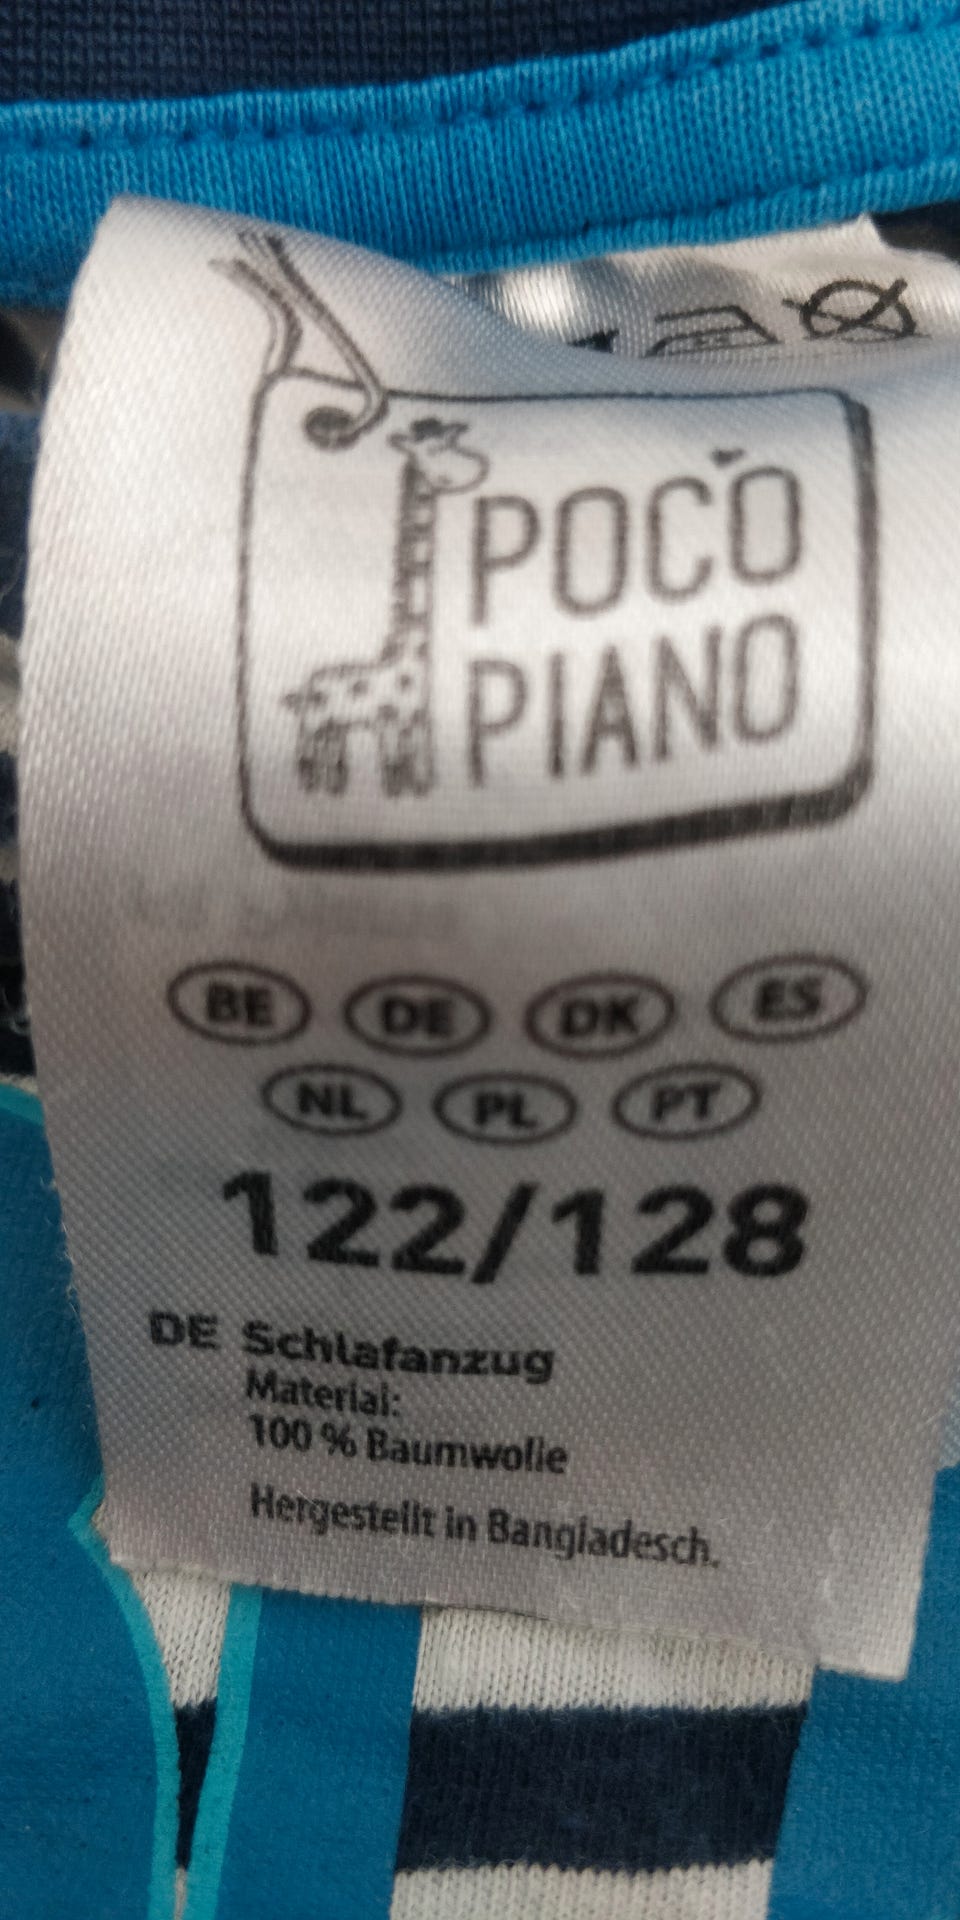 POCO
PIANO
BE DE DK ES
NL PL PT
122/128
DE Schlafanzug
Material:
100 % Baumwolle
Hergestellt in Bangladesch.